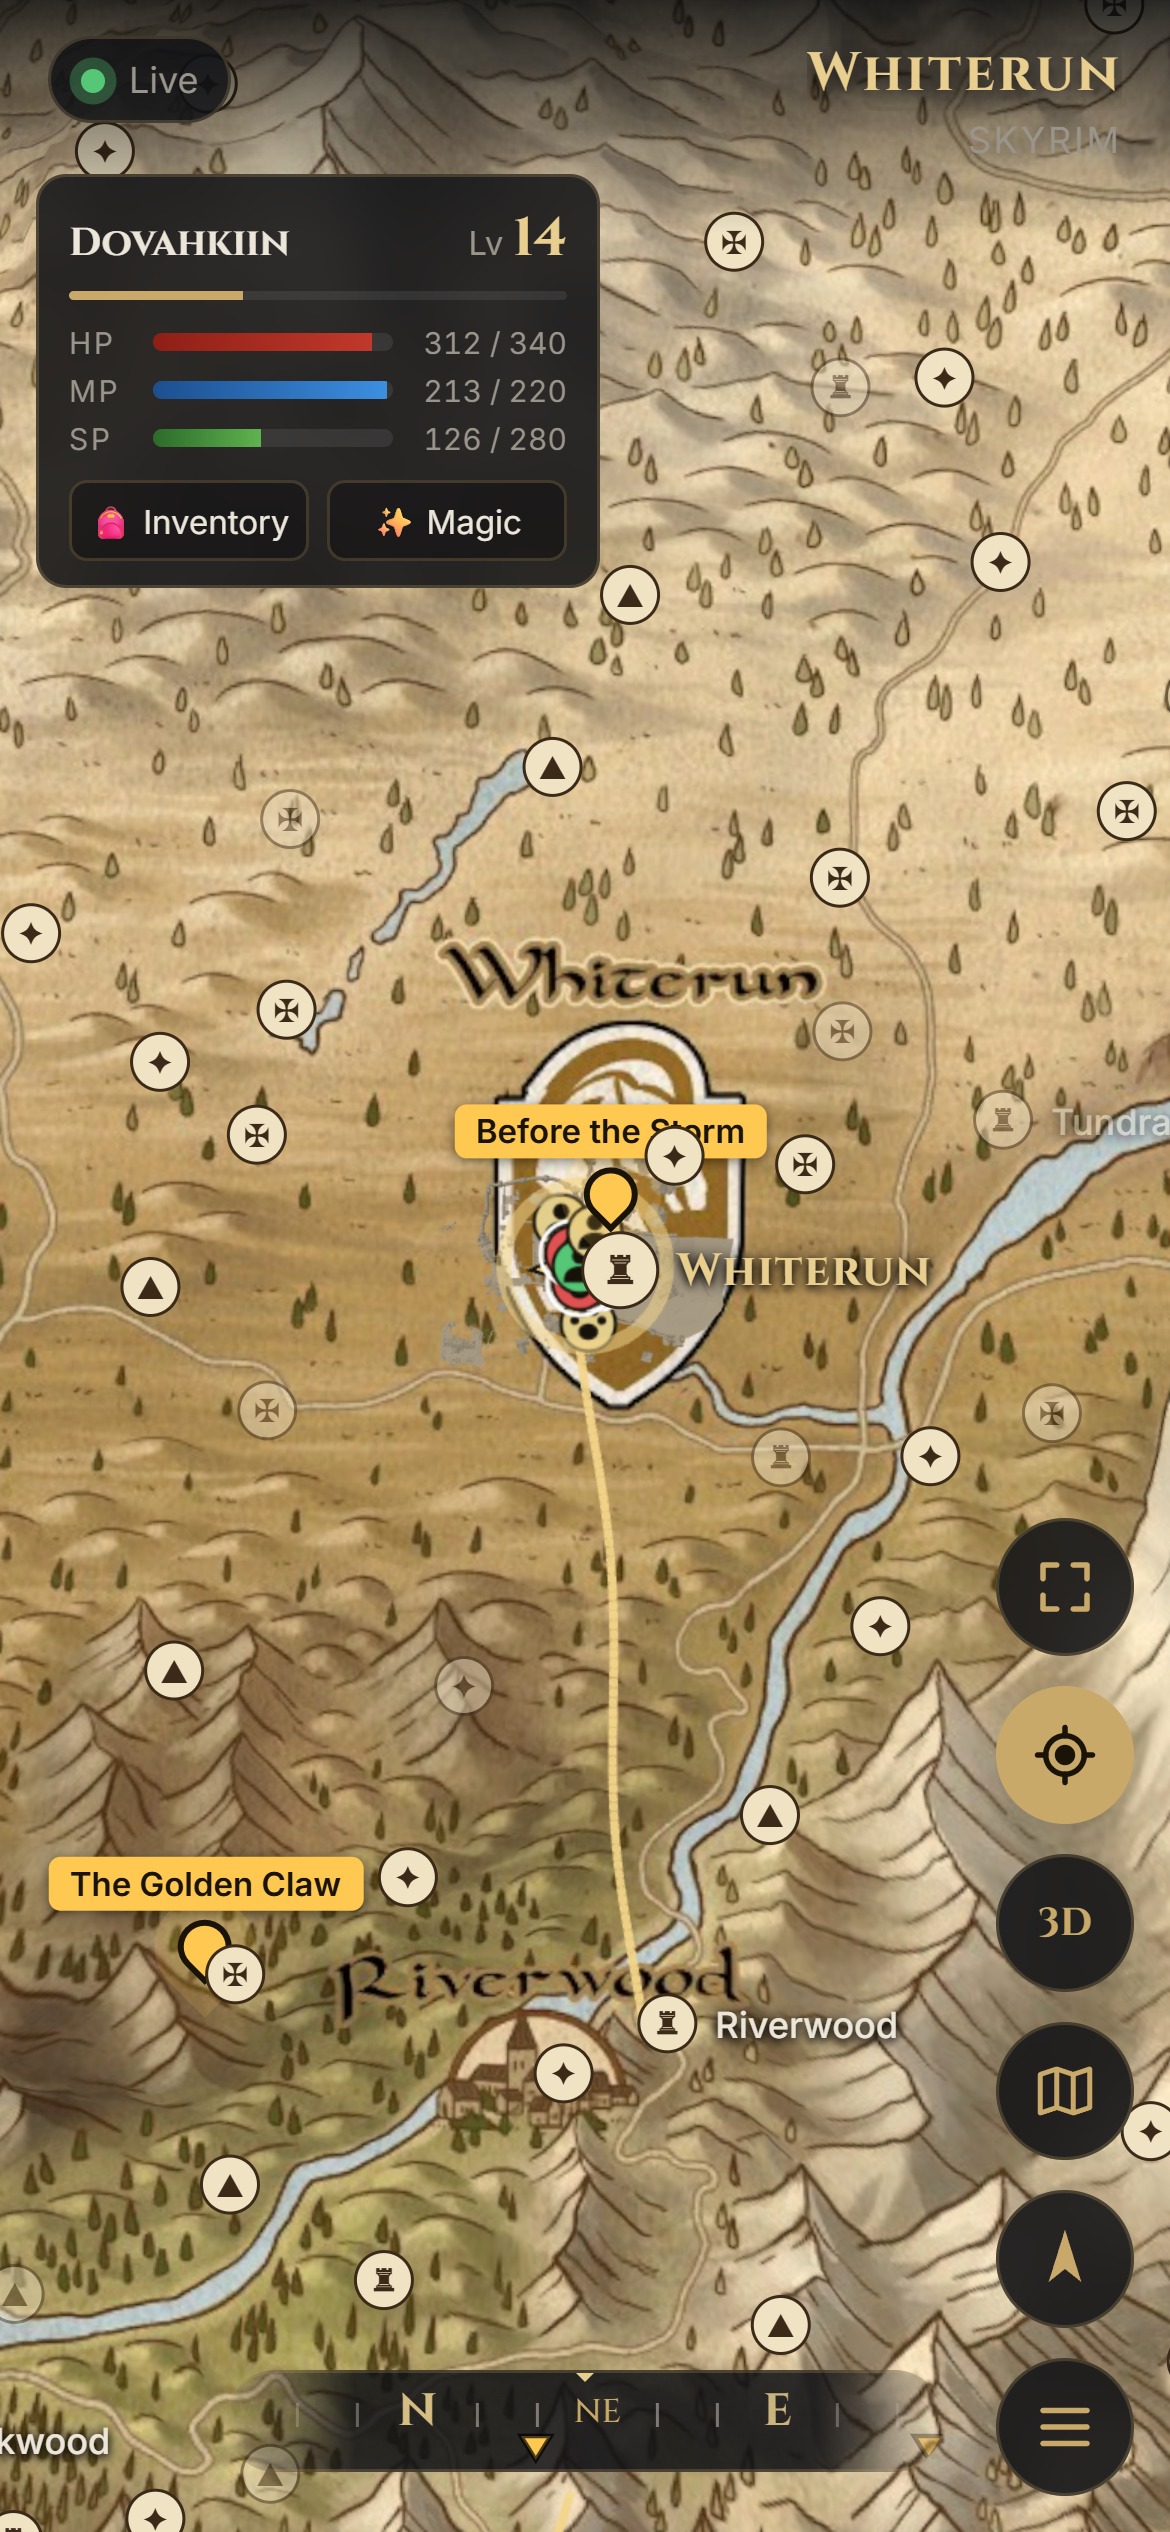 Live
WHITERUN
SKYRIM
DOVAHKIIN
Lv 14
HP 312 / 340
MP 213 / 220
SP 126 / 280
Inventory
Magic
Whiterun
Before the Storm
Tundra
WHITERUN
The Golden Claw
Riverwood
Riverwood
3D
N NE E
kwood